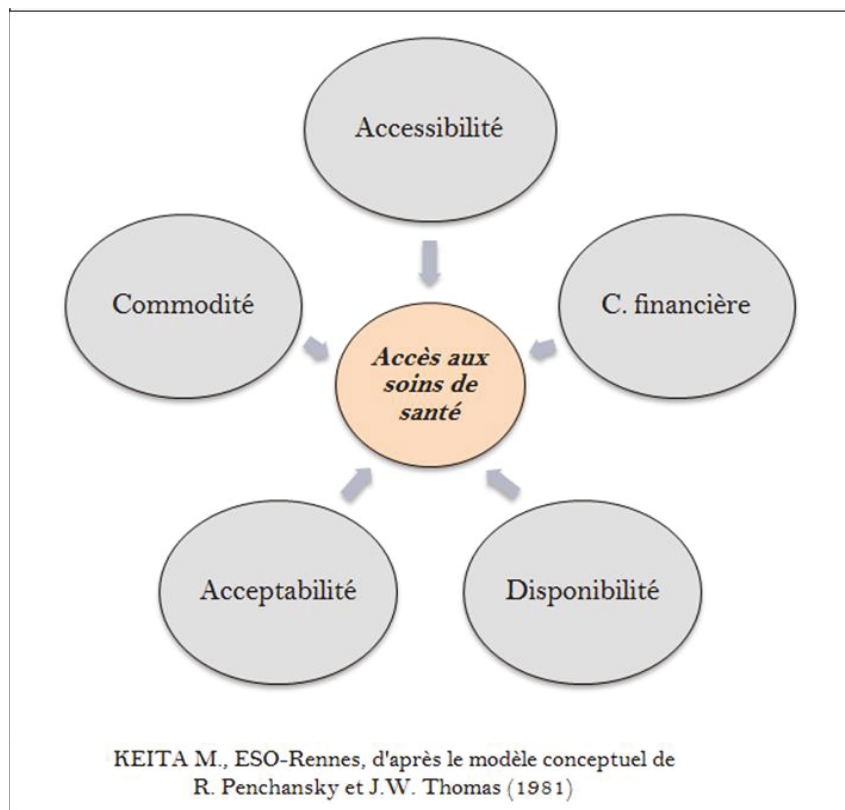 Accessibilité
Commodité
C. financière
Accès aux
soins de
santé
Acceptabilité
Disponibilité
KEITA M., ESO-Rennes, d'après le modèle conceptuel de
R. Penchansky et J.W. Thomas (1981)